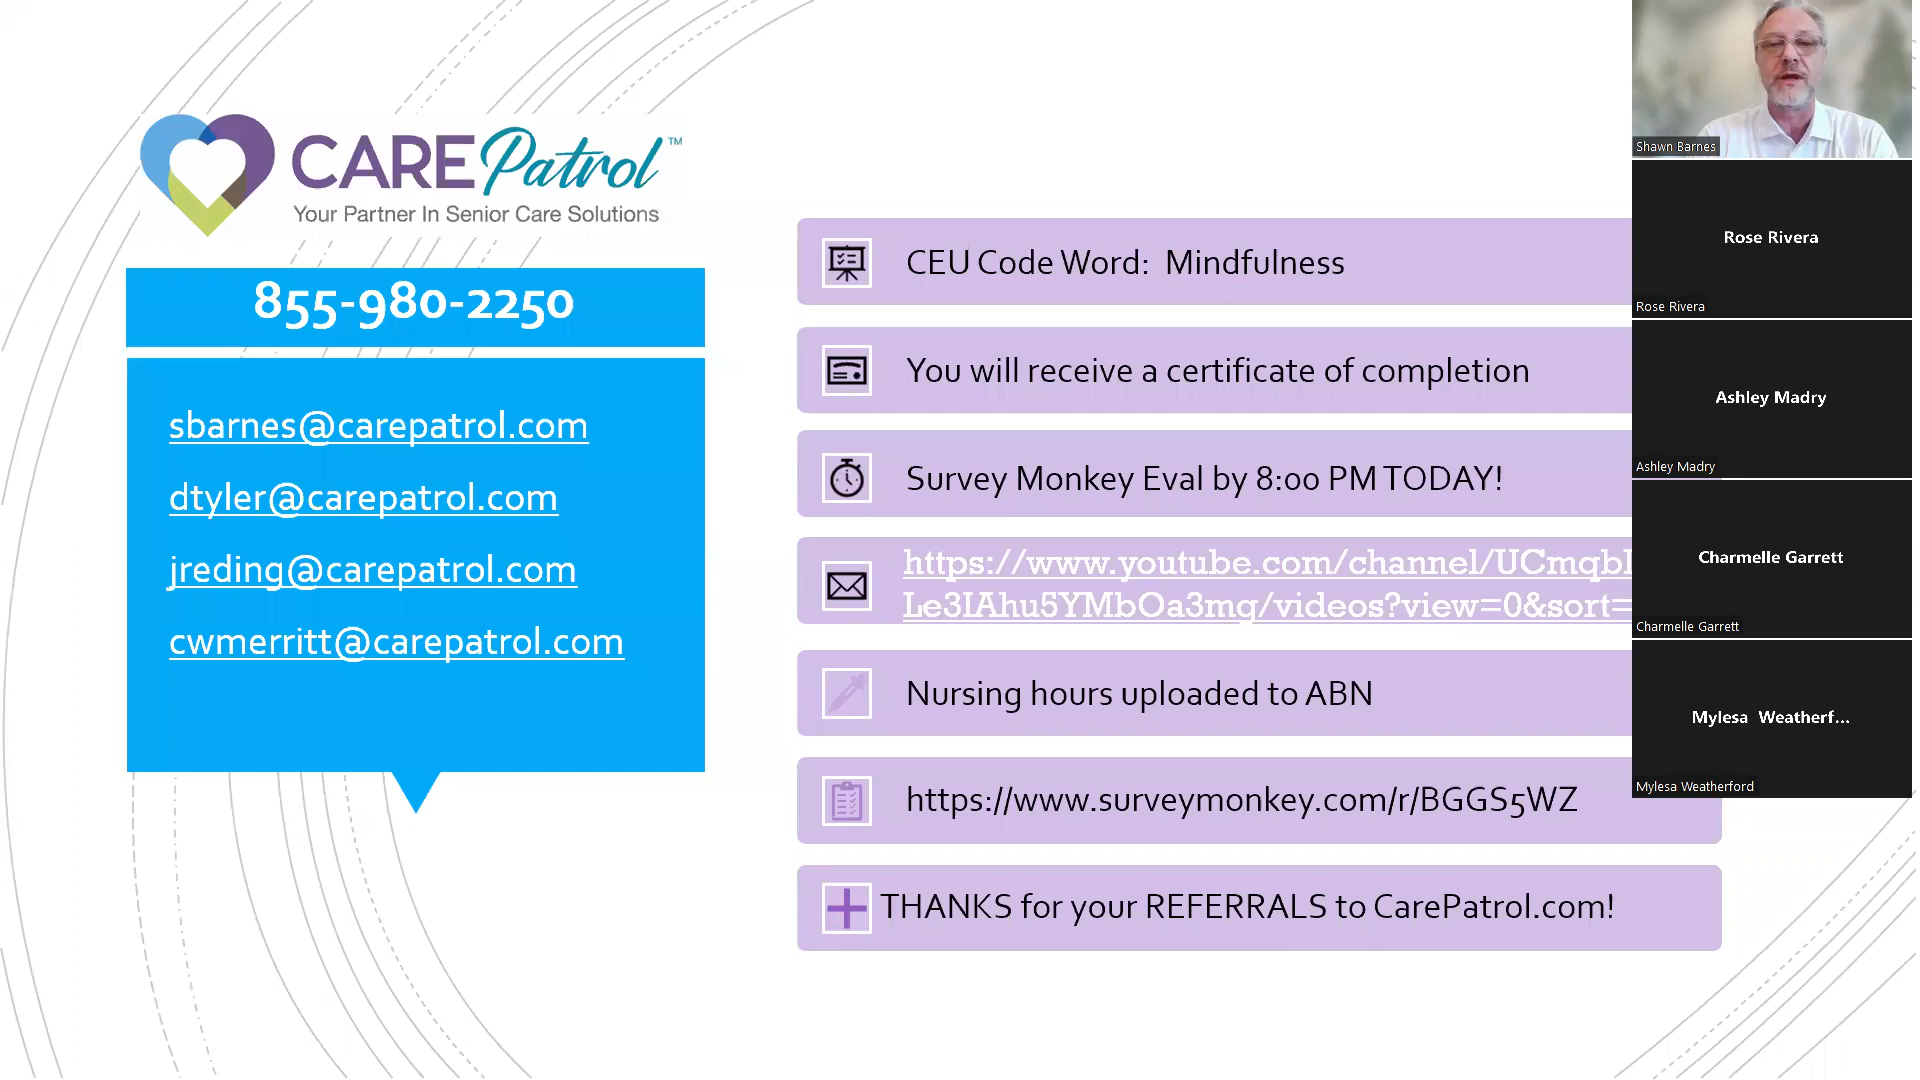 CARE Patrol™
Your Partner In Senior Care Solutions
855-980-2250
sbarnes@carepatrol.com
dtyler@carepatrol.com
jreding@carepatrol.com
cwmerritt@carepatrol.com
CEU Code Word: Mindfulness
You will receive a certificate of completion
Survey Monkey Eval by 8:00 PM TODAY!
https://www.youtube.com/channel/UCmqb
Le3IAhu5YMbOa3mg/videos?view=0&sort=
Nursing hours uploaded to ABN
https://www.surveymonkey.com/r/BGGS5WZ
THANKS for your REFERRALS to CarePatrol.com!
Shawn Barnes
Rose Rivera
Rose Rivera
Ashley Madry
Ashley Madry
Charmelle Garrett
Charmelle Garrett
Mylesa Weatherf...
Mylesa Weatherford